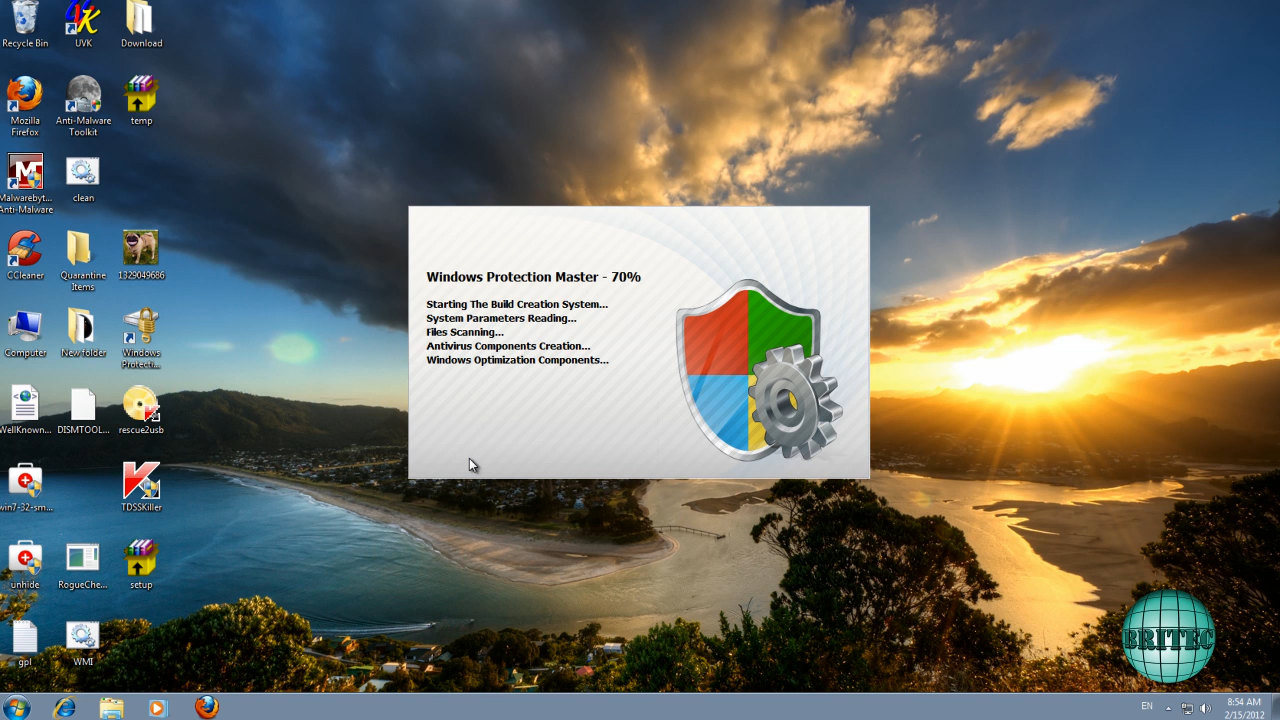 Recycle Bin
UVK
Download
Mozilla
Firefox
Anti-Malware
Toolkit
temp
Malwarebyt...
Anti-Malware
clean
CCleaner
Quarantine
Items
1329049686
Computer
New folder
Windows
Protecti...
WellKnown...
DISMTOOL...
rescue2usb
win7-32-sm...
TDSSKiller
unhide
RogueChe...
setup
gpl
WMI
Windows Protection Master - 70%
Starting The Build Creation System...
System Parameters Reading...
Files Scanning...
Antivirus Components Creation...
Windows Optimization Components...
BRITEC
EN
8:54 AM
2/15/2012